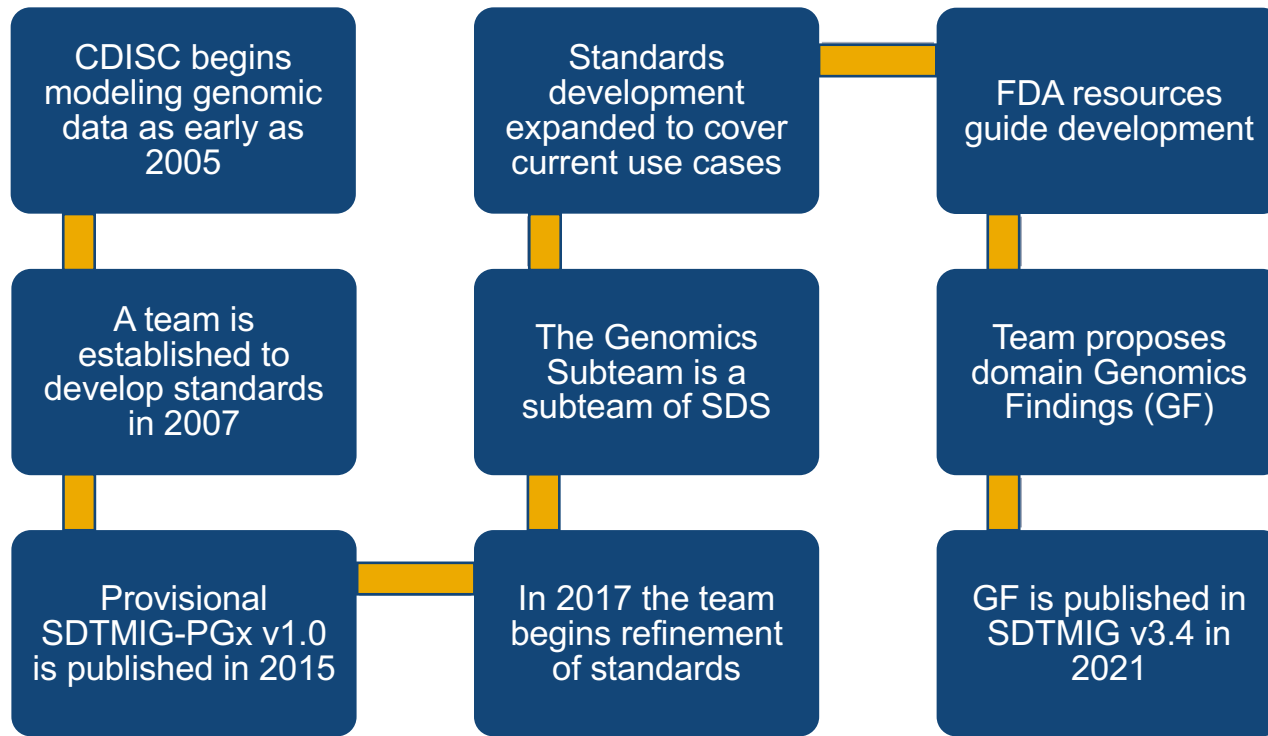 CDISC begins
modeling genomic
data as early as
2005
A team is
established to
develop standards
in 2007
Provisional
SDTMIG-PGx v1.0
is published in 2015
In 2017 the team
begins refinement
of standards
The Genomics
Subteam is a
subteam of SDS
Standards
development
expanded to cover
current use cases
FDA resources
guide development
Team proposes
domain Genomics
Findings (GF)
GF is published in
SDTMIG v3.4 in
2021